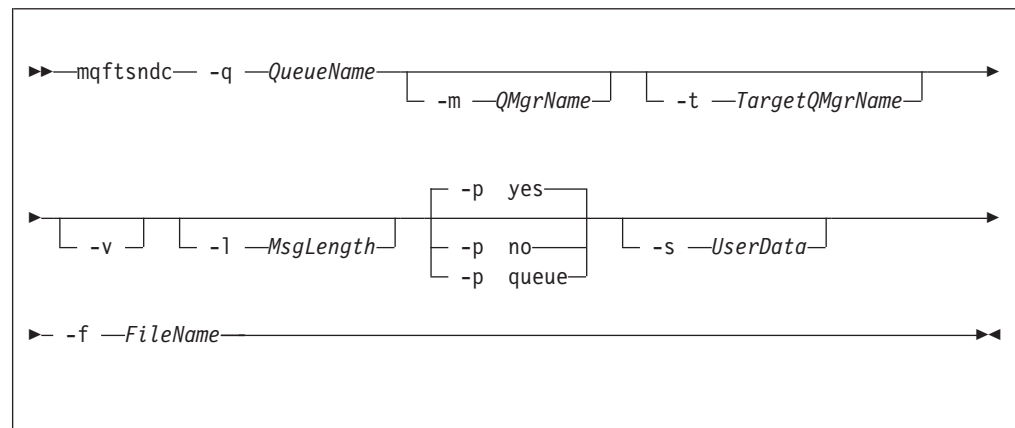 mqftsndc -q QueueName
-m QMgrName -t TargetQMgrName
-p yes
-v -l MsgLength -p no -s UserData
-p queue
-f FileName